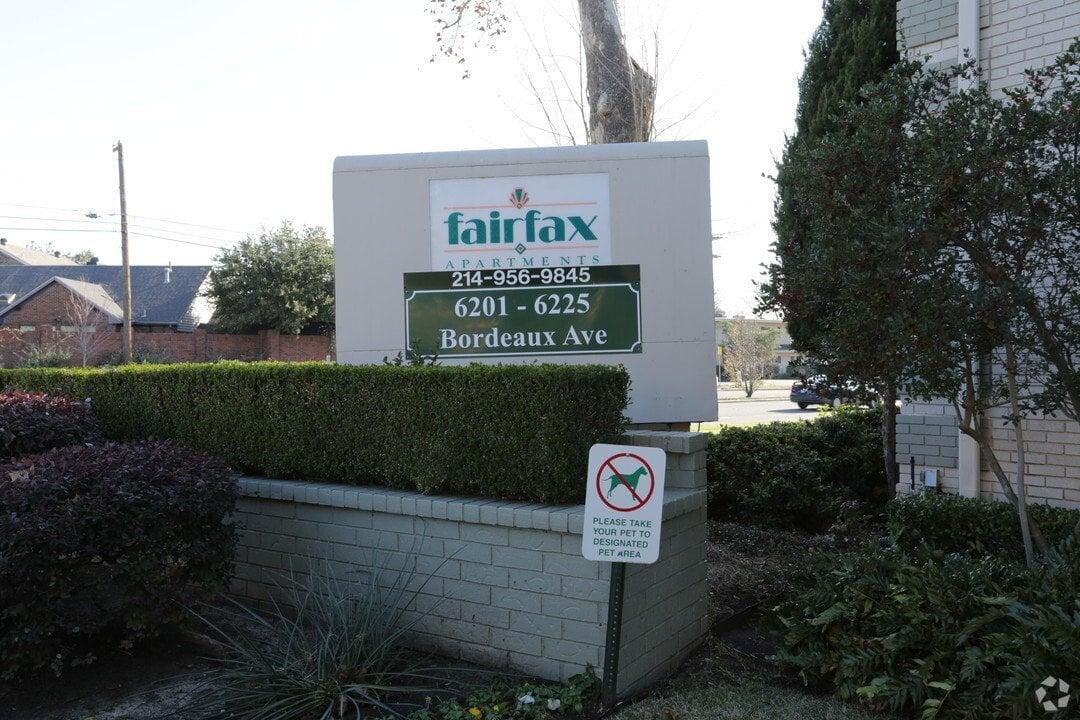 fairfax
APARTMENTS
214-956-9845
6201 - 6225
Bordeaux Ave
PLEASE TAKE
YOUR PET TO
DESIGNATED
PET AREA